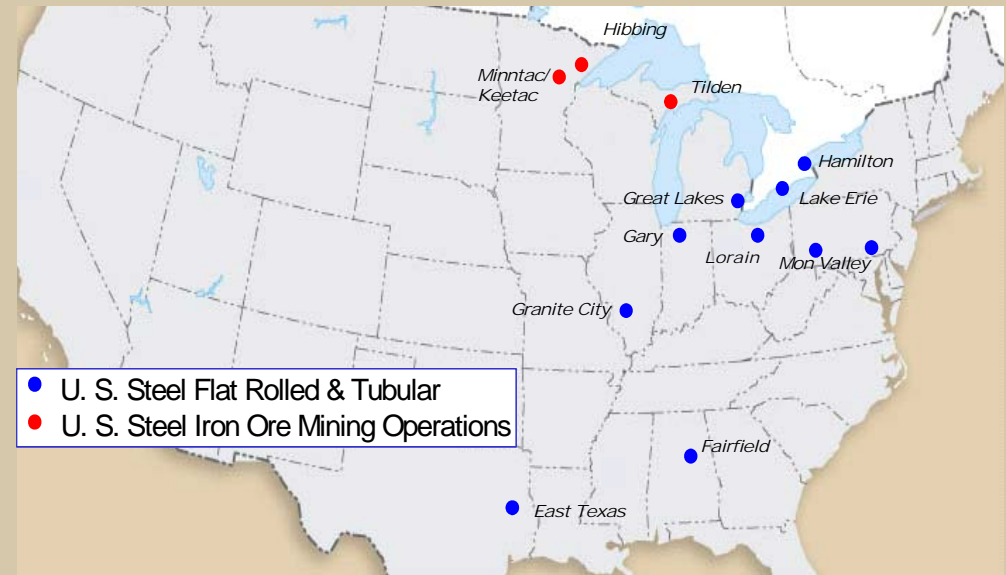 Hibbing
Minntac/
Keetac
Tilden
Hamilton
Great Lakes
Lake Erie
Gary
Lorain
Mon Valley
Granite City
U. S. Steel Flat Rolled & Tubular
U. S. Steel Iron Ore Mining Operations
Fairfield
East Texas